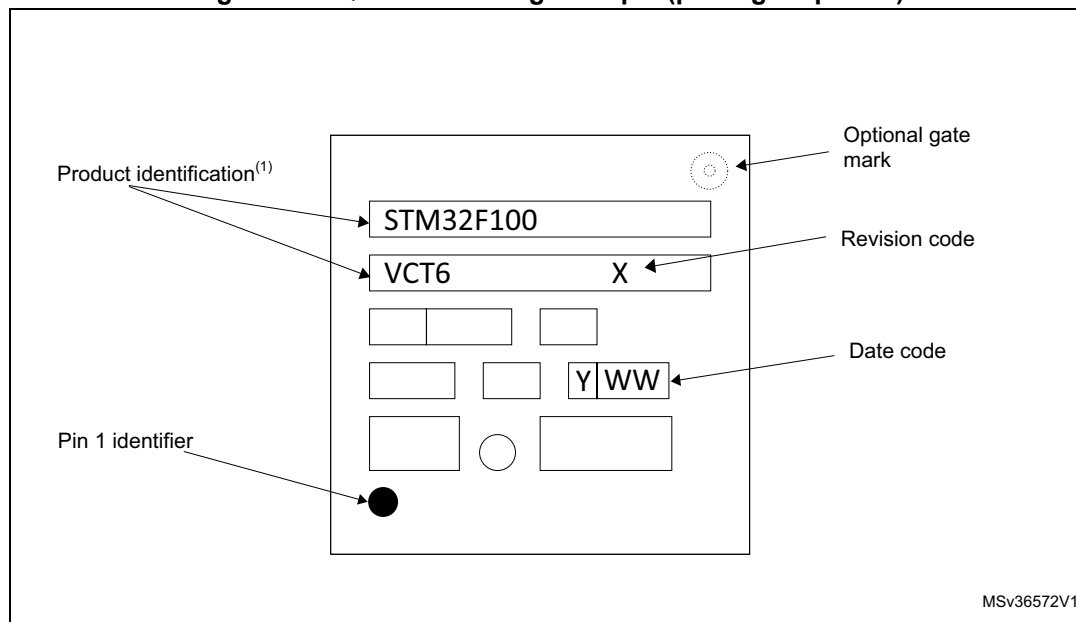 Optional gate
mark
Product identification(1)
STM32F100
Revision code
VCT6 X
Date code
Y WW
Pin 1 identifier
MSv36572V1